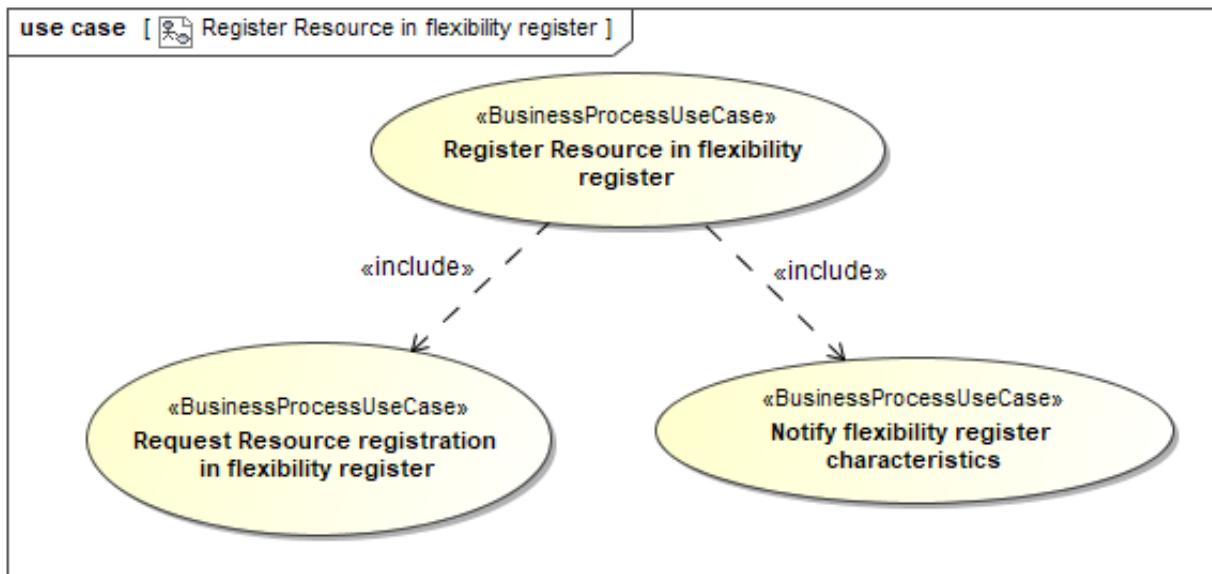 use case [ Register Resource in flexibility register ]
«BusinessProcessUseCase»
Register Resource in flexibility
register
«include»
«include»
«BusinessProcessUseCase»
Request Resource registration
in flexibility register
«BusinessProcessUseCase»
Notify flexibility register
characteristics